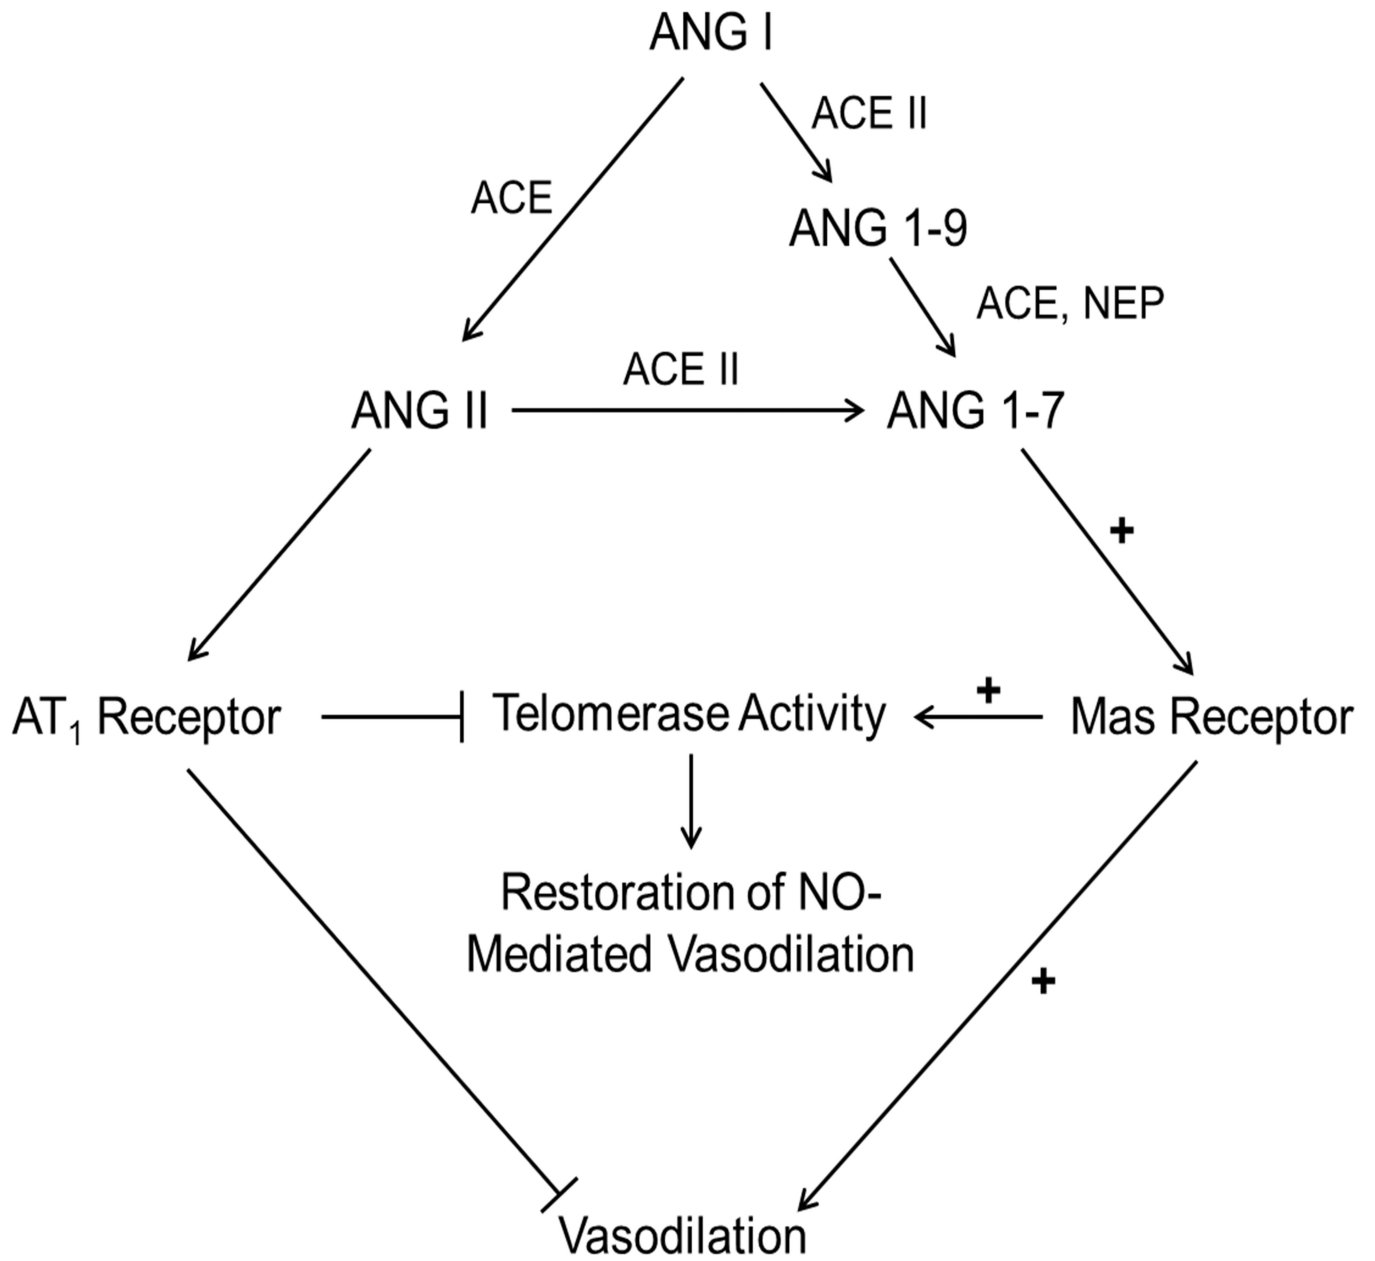 ANG I
ACE II
ACE
ANG 1-9
ACE, NEP
ACE II
ANG II
ANG 1-7
+
+
AT₁ Receptor
Telomerase Activity
Mas Receptor
Restoration of NO-
Mediated Vasodilation
+
Vasodilation